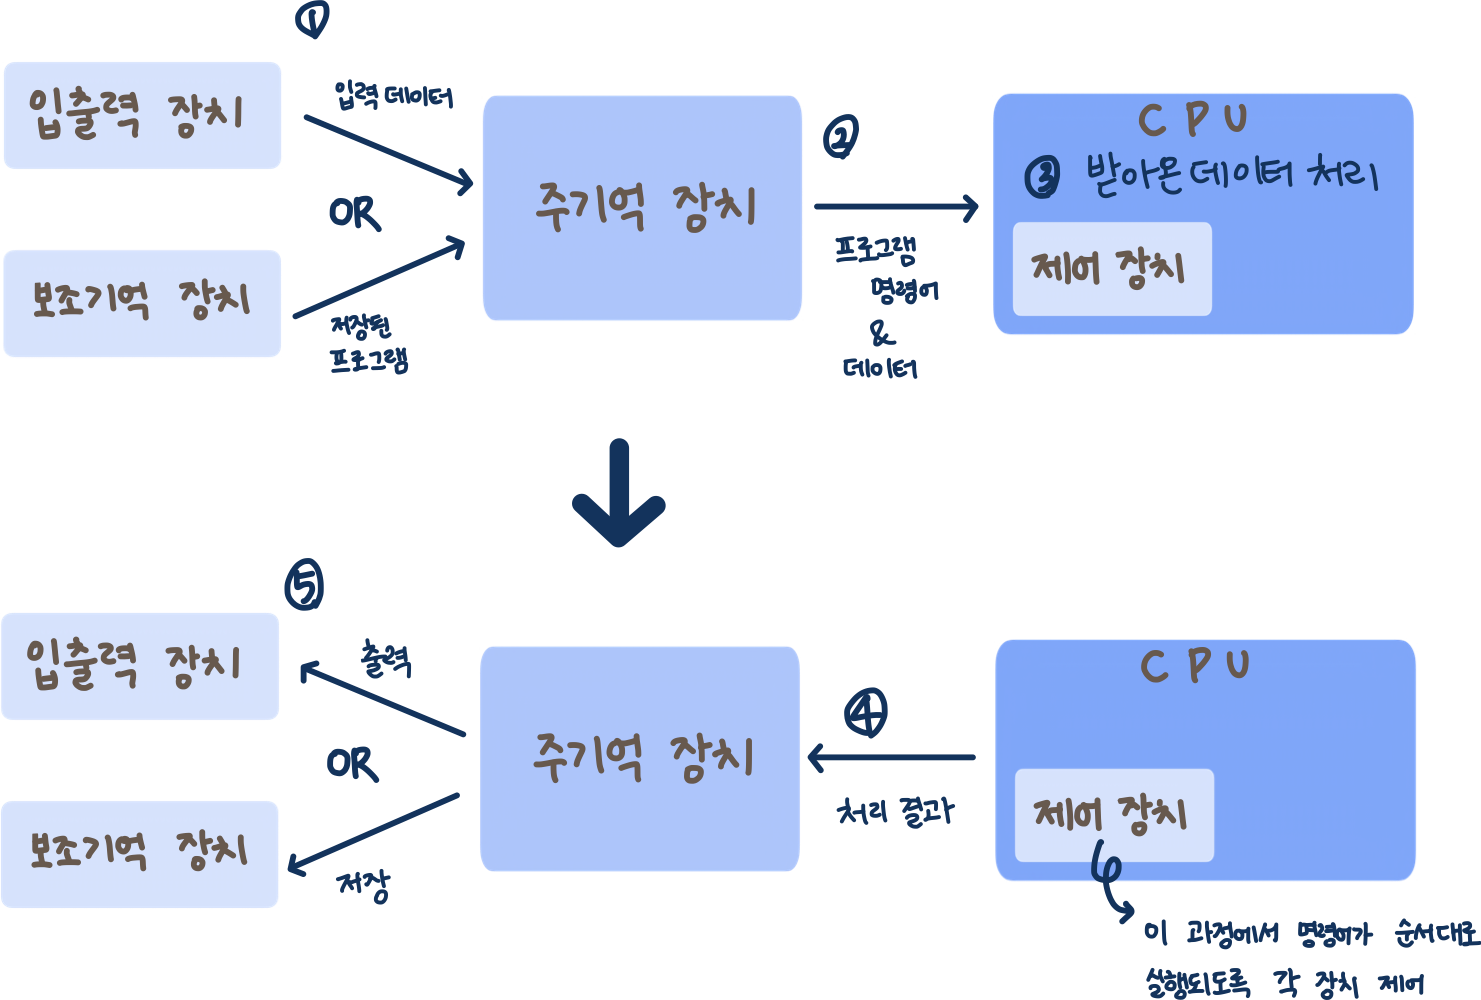 ①
입출력 장치
입력 데이터
OR
보조기억 장치
저장된
프로그램
주기억 장치
②
프로그램
명령어
&
데이터
CPU
③ 받아온 데이터 처리
제어 장치
⑤
입출력 장치
출력
OR
보조기억 장치
저장
주기억 장치
④
처리 결과
CPU
제어 장치
이 과정에서 명령어가 순서대로
실행되도록 각 장치 제어